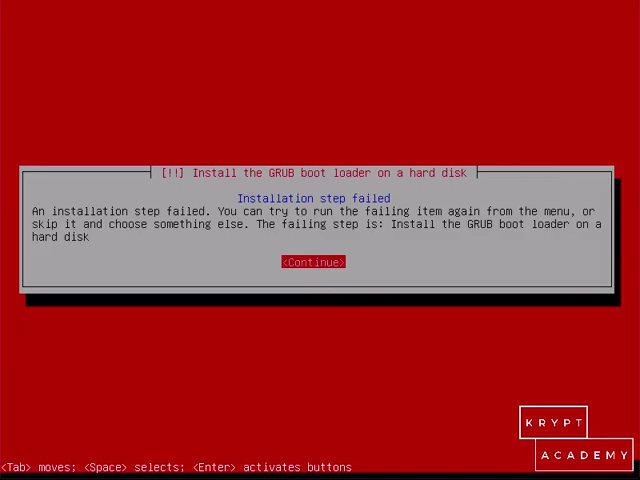 [!!] Install the GRUB boot loader on a hard disk
Installation step failed
An installation step failed. You can try to run the failing item again from the menu, or
skip it and choose something else. The failing step is: Install the GRUB boot loader on a
hard disk
<Continue>
KRYPT
ACADEMY
<Tab> moves; <Space> selects; <Enter> activates buttons